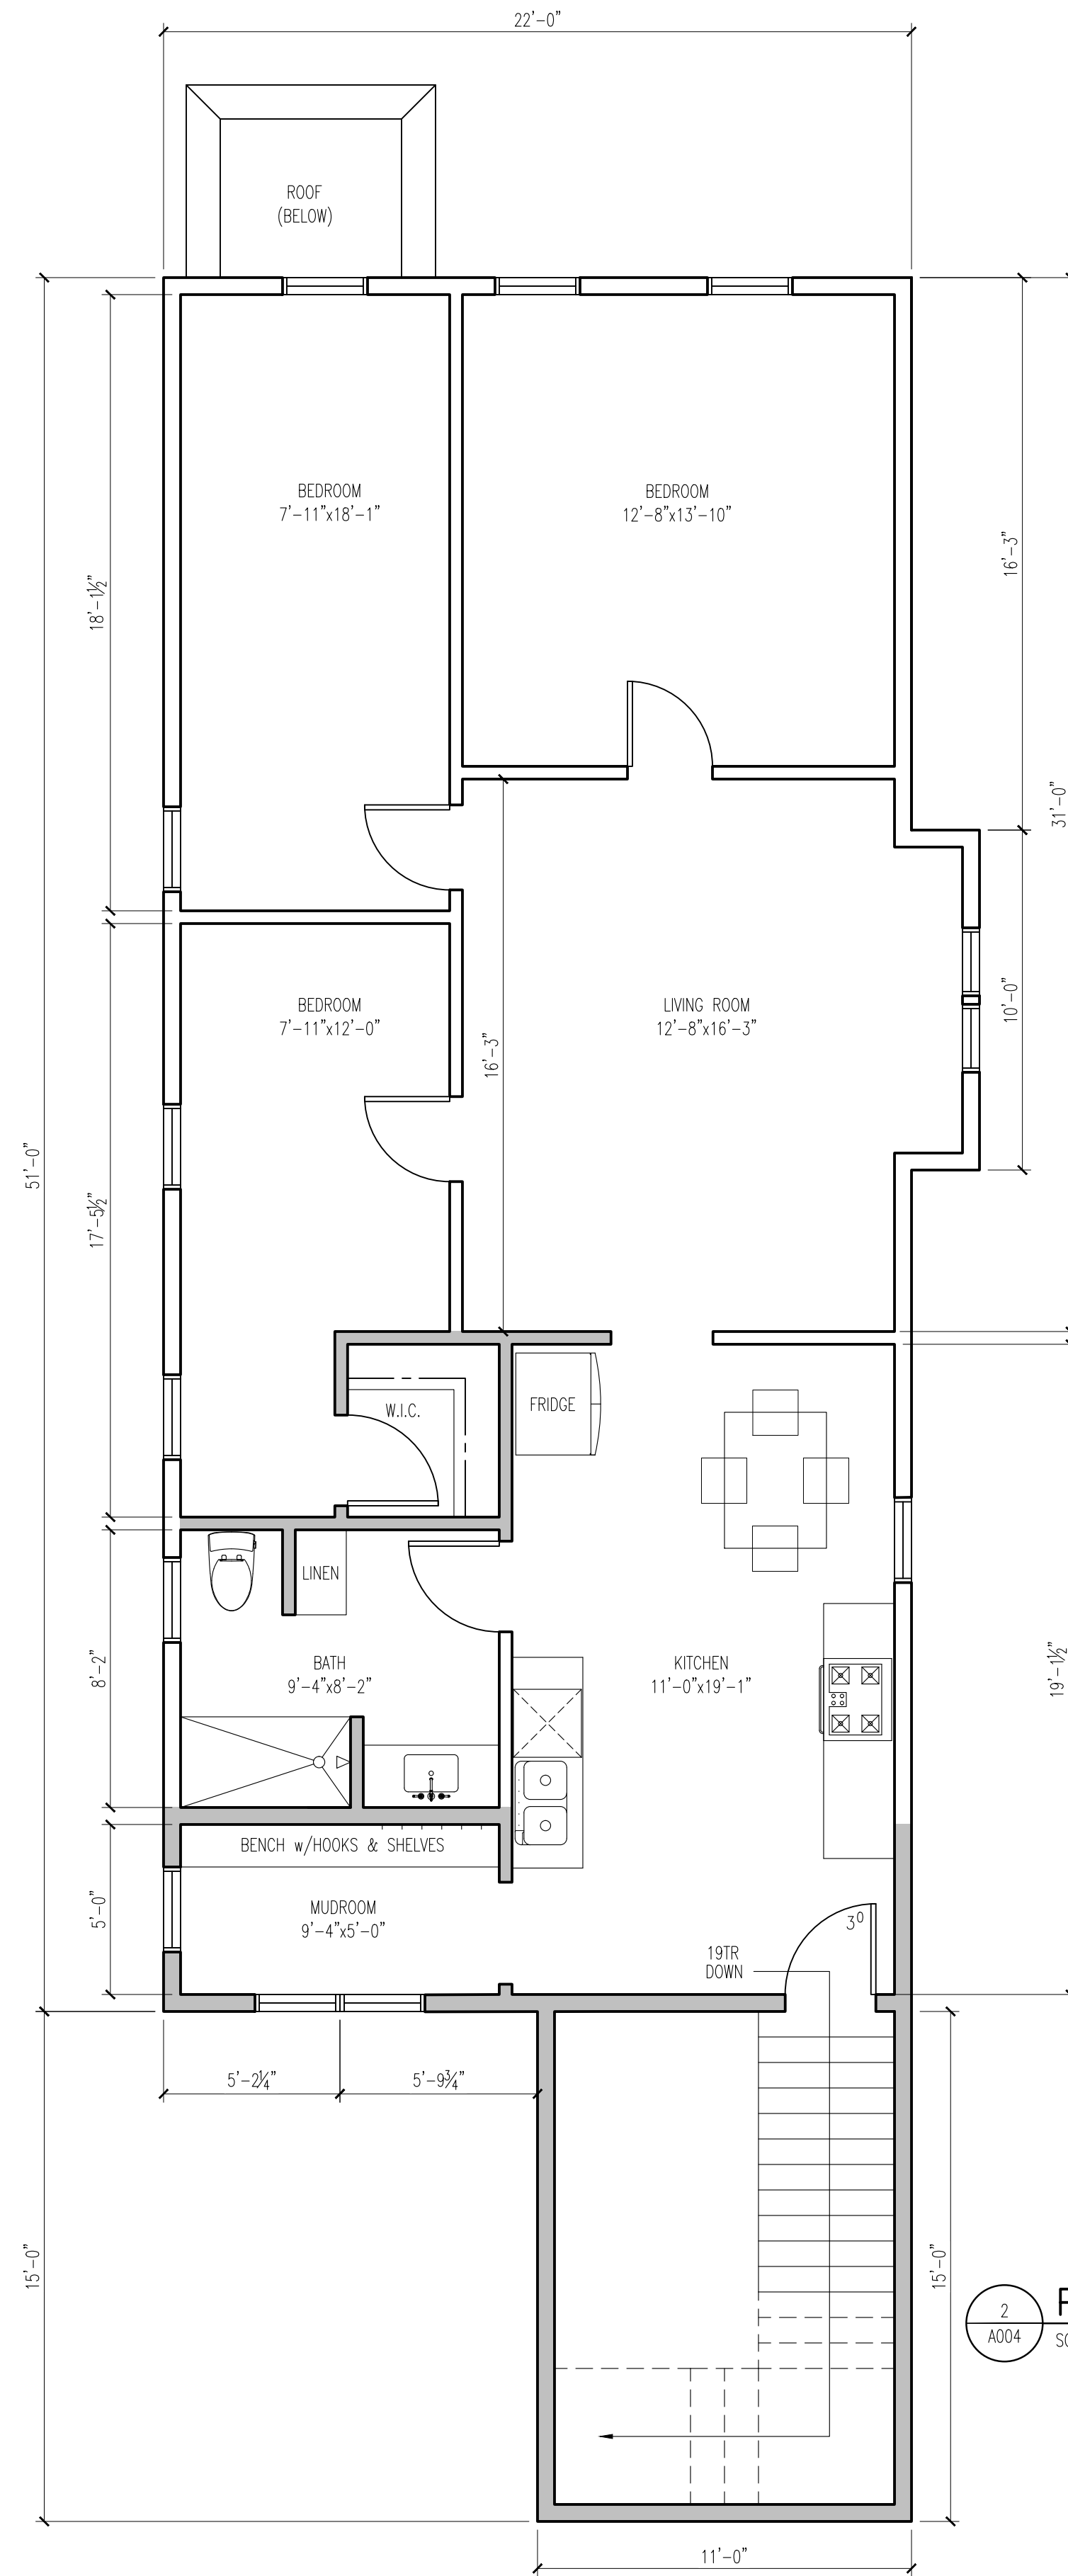 22'-0"
ROOF
(BELOW)
BEDROOM
7'-11"x18'-1"
BEDROOM
12'-8"x13'-10"
18'-1½"
16'-3"
31'-0"
BEDROOM
7'-11"x12'-0"
LIVING ROOM
12'-8"x16'-3"
16'-3"
10'-0"
51'-0"
17'-5½"
W.I.C.
FRIDGE
LINEN
BATH
9'-4"x8'-2"
KITCHEN
11'-0"x19'-1"
8'-2"
19'-1½"
BENCH w/HOOKS & SHELVES
MUDROOM
9'-4"x5'-0"
5'-0"
3⁰
19TR
DOWN
5'-2¼"
5'-9¾"
15'-0"
15'-0"
2
A004
11'-0"